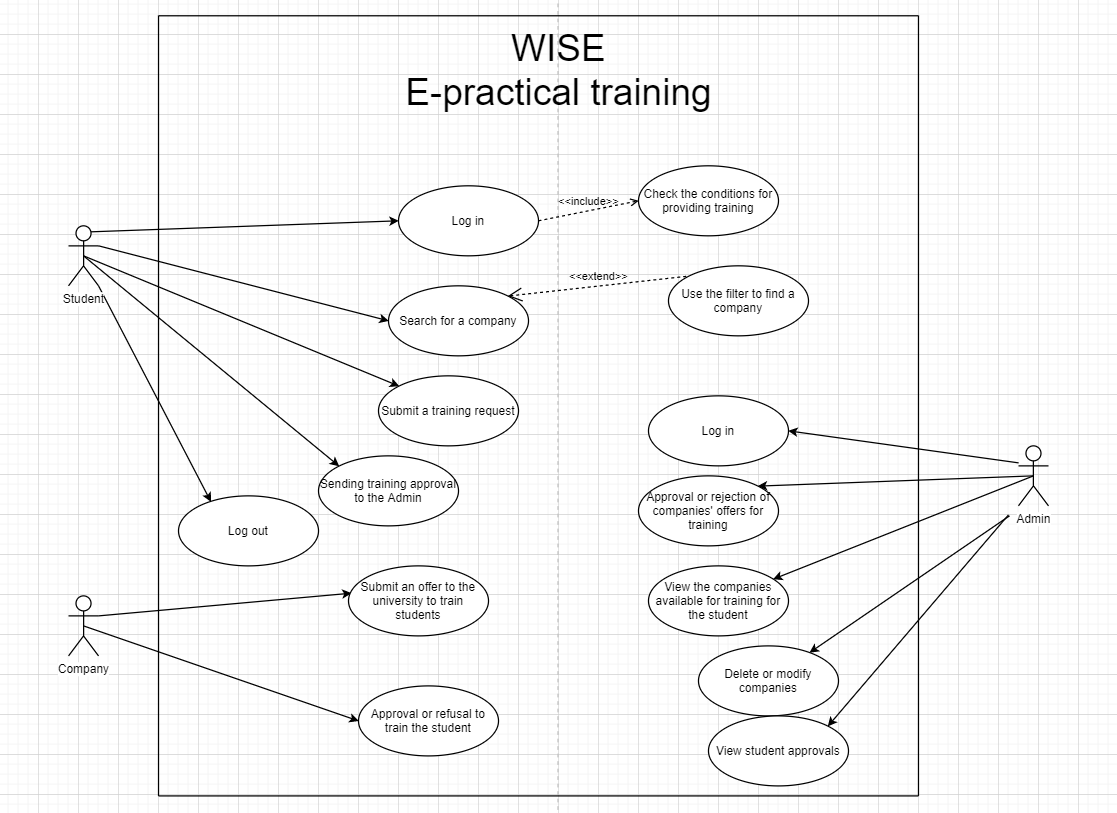 WISE
E-practical training
Log in
<<include>>
Check the conditions for
providing training
Student
Search for a company
<<extend>>
Use the filter to find a
company
Submit a training request
Log in
Sending training approval
to the Admin
Approval or rejection of
companies' offers for
training
Admin
Log out
Submit an offer to the
university to train
students
View the companies
available for training for
the student
Company
Delete or modify
companies
Approval or refusal to
train the student
View student approvals